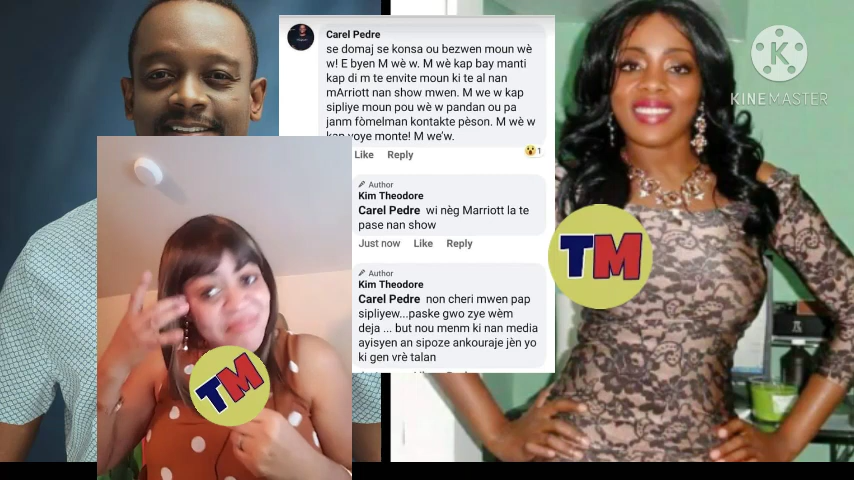 Carel Pedre
se domaj se konsa ou bezwen moun wè
w! E byen M wè w. M wè kap bay manti
kap di m te envite moun ki te al nan
mArriott nan show mwen. M we w kap
sipliye moun pou wè w pandan ou pa
janm fòmelman kontakte pèson. M wè w
kap voye monte! M we'w.
Like Reply
1
Author
Kim Theodore
Carel Pedre wi nèg Marriott la te
pase nan show
Just now Like Reply
Author
Kim Theodore
Carel Pedre non cheri mwen pap
sipliyew...paske gwo zye wèm
deja ... but nou menm ki nan media
ayisyen an sipoze ankouraje jèn yo
ki gen vrè talan
K
KINEMASTER
TM
TM